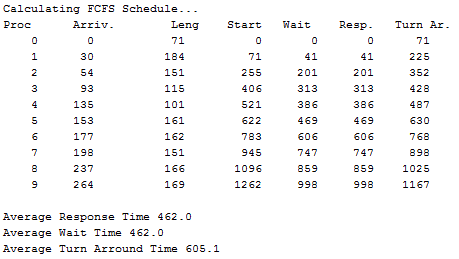 Calculating FCFS Schedule...
Proc Arriv. Leng Start Wait Resp. Turn Ar.
0 0 71 0 0 0 71
1 30 184 71 41 41 225
2 54 151 255 201 201 352
3 93 115 406 313 313 428
4 135 101 521 386 386 487
5 153 161 622 469 469 630
6 177 162 783 606 606 768
7 198 151 945 747 747 898
8 237 166 1096 859 859 1025
9 264 169 1262 998 998 1167
Average Response Time 462.0
Average Wait Time 462.0
Average Turn Arround Time 605.1